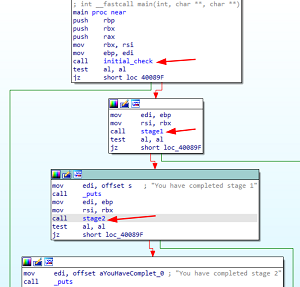 ; int __fastcall main(int, char **, char **)
main proc near
push rbp
push rbx
push rax
mov rbx, rsi
mov ebp, edi
call initial_check
test al, al
jz short loc_40089F
mov edi, ebp
mov rsi, rbx
call stage1
test al, al
jz short loc_40089F
mov edi, offset s ; "You have completed stage 1"
call _puts
mov edi, ebp
mov rsi, rbx
call stage2
test al, al
jz short loc_40089F
mov edi, offset aYouHaveComplet_0 ; "You have completed stage 2"
call _puts